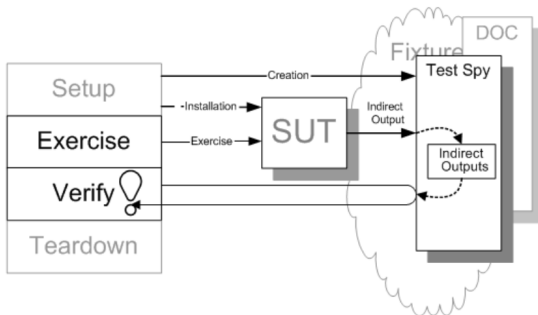 DOC
Fixture
Setup
Creation
Test Spy
-Installation
Indirect
Output
Exercise
Exercise
SUT
Indirect
Outputs
Verify
Teardown